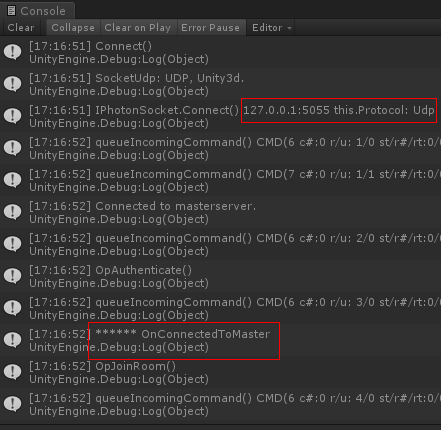 Console
Clear Collapse Clear on Play Error Pause Editor
[17:16:51] Connect()
UnityEngine.Debug:Log(Object)
[17:16:51] SocketUdp: UDP, Unity3d.
UnityEngine.Debug:Log(Object)
[17:16:51] IPhotonSocket.Connect() 127.0.0.1:5055 this.Protocol: Udp
UnityEngine.Debug:Log(Object)
[17:16:52] queueIncomingCommand() CMD(6 c#:0 r/u: 1/0 st/r#/rt:0/
UnityEngine.Debug:Log(Object)
[17:16:52] queueIncomingCommand() CMD(7 c#:0 r/u: 1/1 st/r#/rt:0/
UnityEngine.Debug:Log(Object)
[17:16:52] Connected to masterserver.
UnityEngine.Debug:Log(Object)
[17:16:52] queueIncomingCommand() CMD(6 c#:0 r/u: 2/0 st/r#/rt:0/
UnityEngine.Debug:Log(Object)
[17:16:52] OpAuthenticate()
UnityEngine.Debug:Log(Object)
[17:16:52] queueIncomingCommand() CMD(6 c#:0 r/u: 3/0 st/r#/rt:0/
UnityEngine.Debug:Log(Object)
[17:16:52] ****** OnConnectedToMaster
UnityEngine.Debug:Log(Object)
[17:16:52] OpJoinRoom()
UnityEngine.Debug:Log(Object)
[17:16:52] queueIncomingCommand() CMD(6 c#:0 r/u: 4/0 st/r#/rt:0/
UnityEngine.Debug:Log(Object)